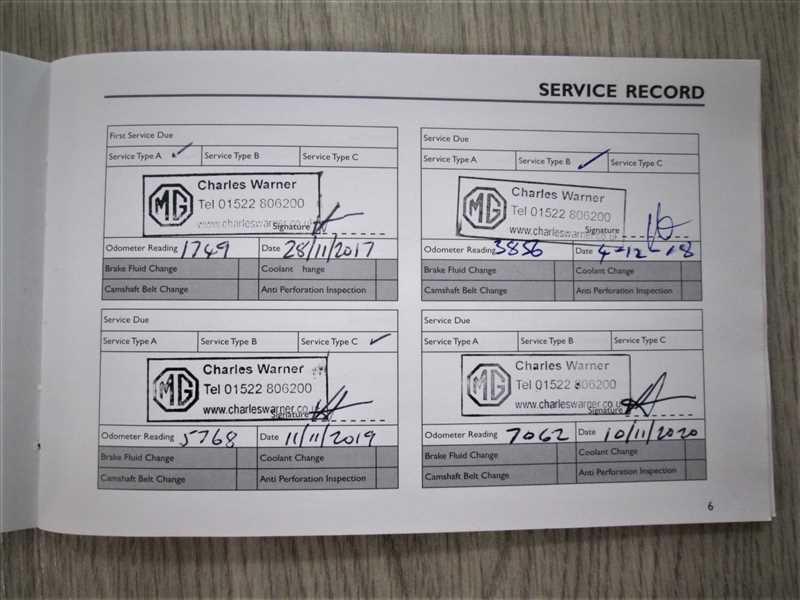 SERVICE RECORD
First Service Due
Service Type A ✓ Service Type B Service Type C
MG Charles Warner
Tel 01522 806200
www.charleswarner.co.uk
Signature
Odometer Reading 1749 Date 28/11/2017
Brake Fluid Change Coolant hange
Camshaft Belt Change Anti Perforation Inspection
Service Due
Service Type A Service Type B ✓ Service Type C
MG Charles Warner
Tel 01522 806200
www.charleswarner.co.uk
Signature
Odometer Reading 3856 Date 4-12-18
Brake Fluid Change Coolant Change
Camshaft Belt Change Anti Perforation Inspection
Service Due
Service Type A Service Type B Service Type C ✓
MG Charles Warner
Tel 01522 806200
www.charleswarner.co.uk
Signature
Odometer Reading 5768 Date 11/11/2019
Brake Fluid Change Coolant Change
Camshaft Belt Change Anti Perforation Inspection
Service Due
Service Type A Service Type B Service Type C
MG Charles Warner
Tel 01522 806200
www.charleswarner.co.uk
Signature
Odometer Reading 7062 Date 10/11/2020
Brake Fluid Change Coolant Change
Camshaft Belt Change Anti Perforation Inspection
6